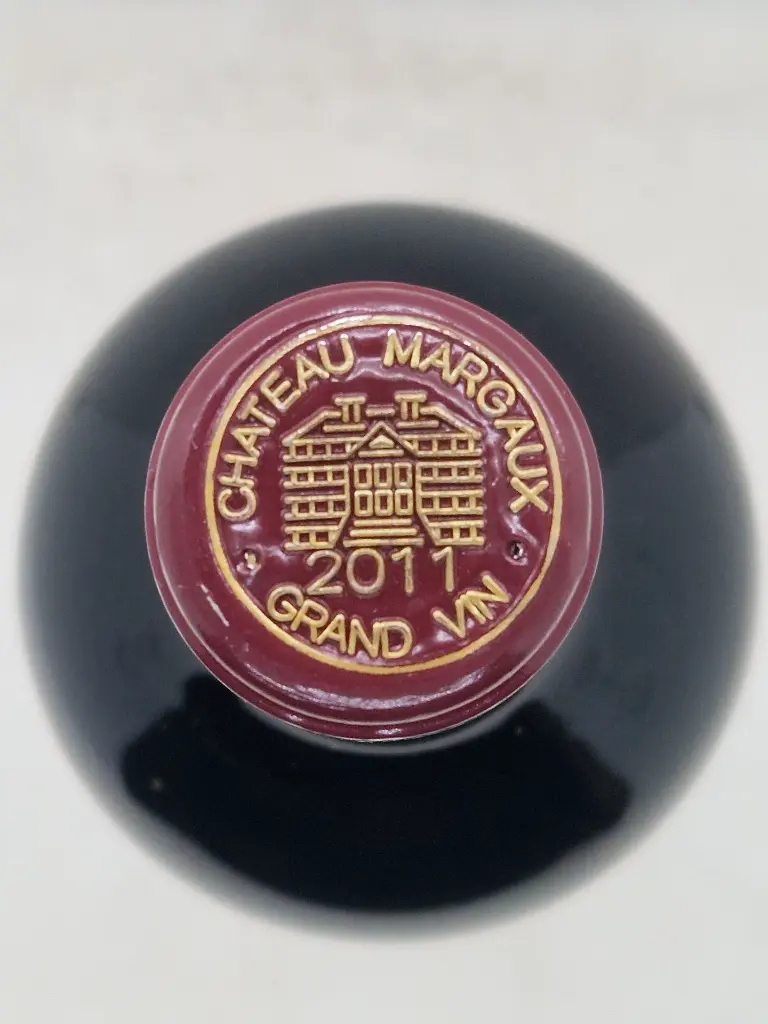 CHATEAU MARGAUX
2011
GRAND VIN